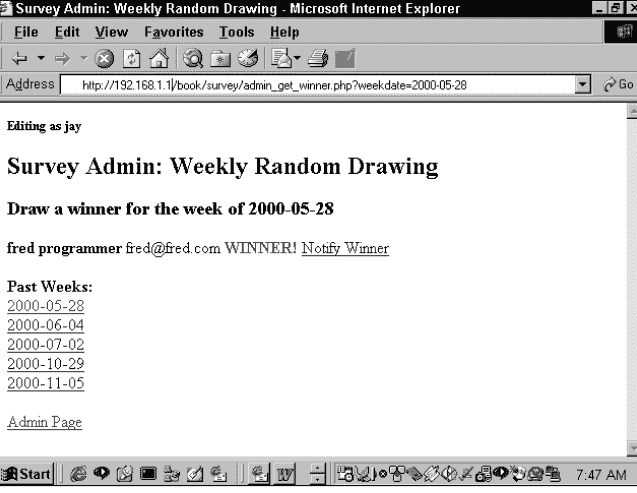 Survey Admin: Weekly Random Drawing - Microsoft Internet Explorer
File Edit View Favorites Tools Help
Address http://192.168.1.1/book/survey/admin_get_winner.php?weekdate=2000-05-28 Go
Editing as jay
Survey Admin: Weekly Random Drawing
Draw a winner for the week of 2000-05-28
fred programmer fred@fred.com WINNER! Notify Winner
Past Weeks:
2000-05-28
2000-06-04
2000-07-02
2000-10-29
2000-11-05
Admin Page
Start 7:47 AM